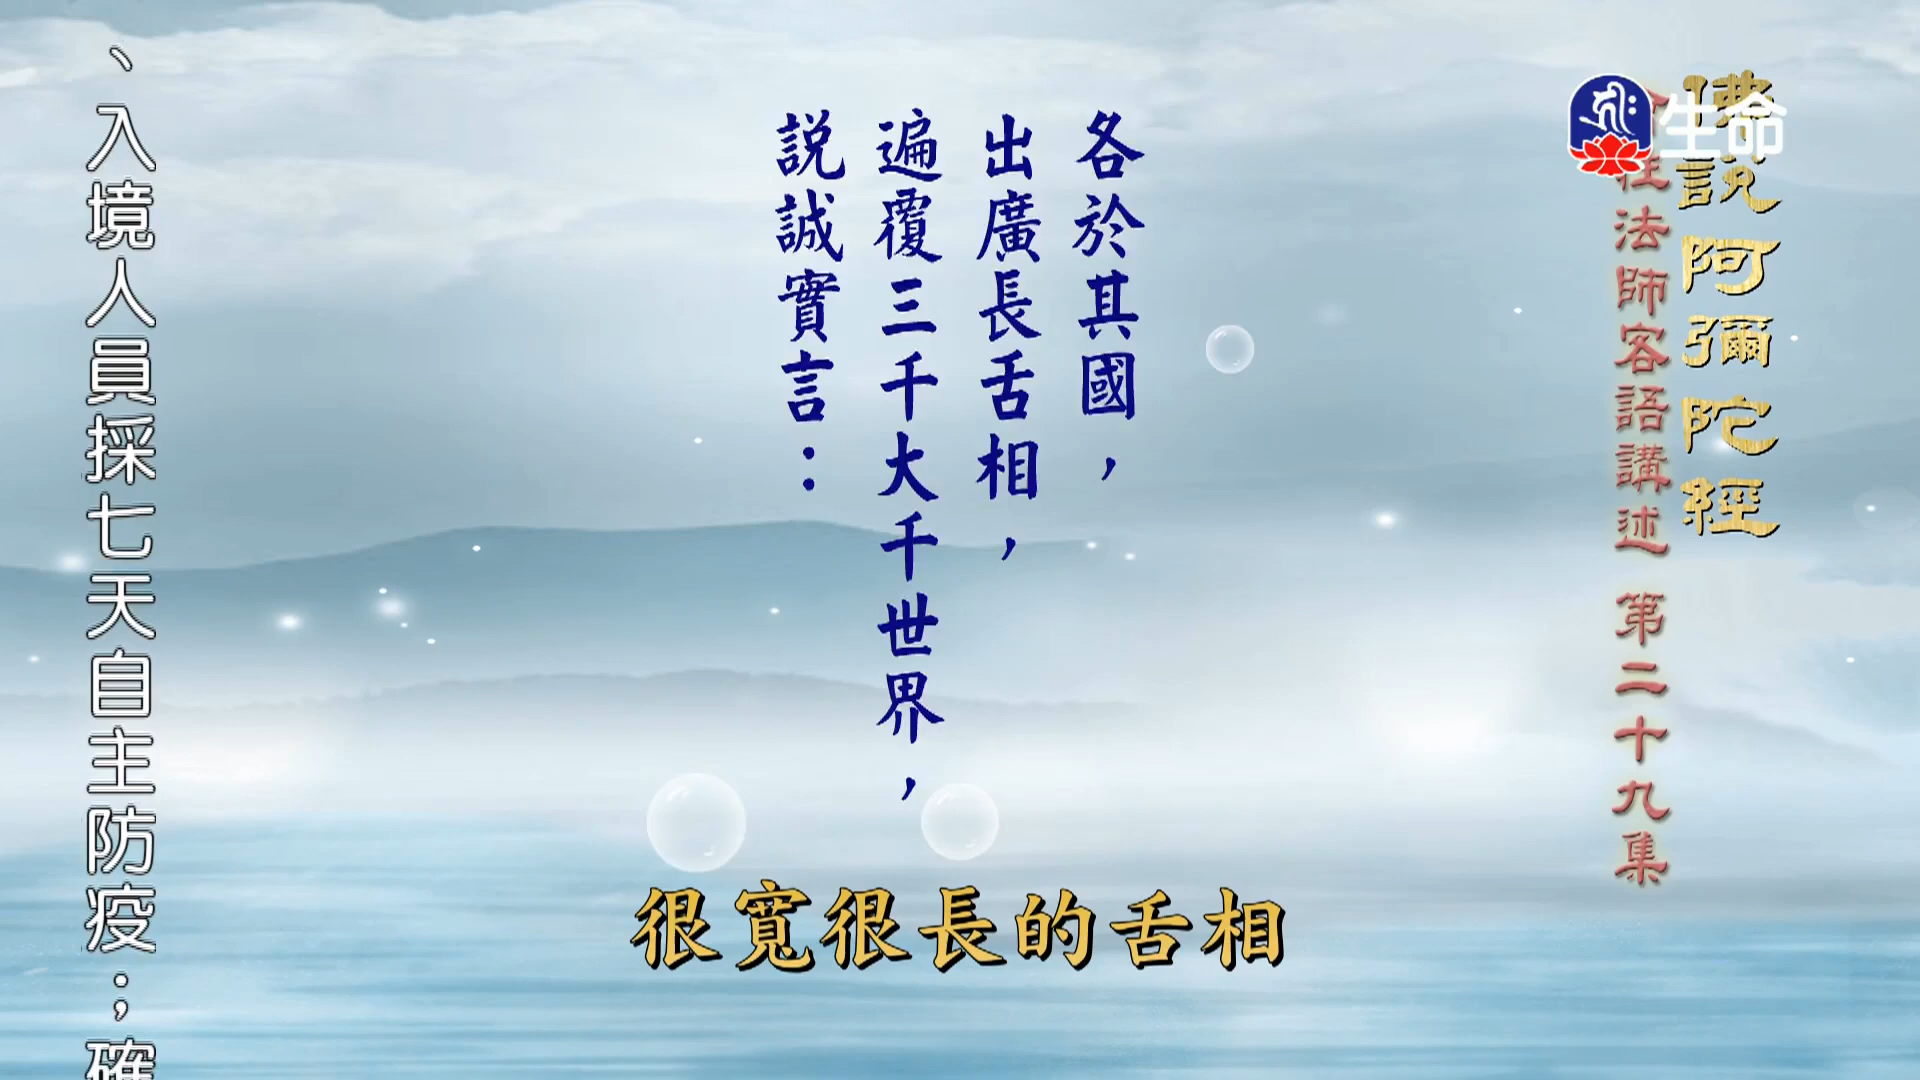 佛說阿彌陀經
法師客語講述 第二十九集
生命
各於其國，
出廣長舌相，
遍覆三千大千世界，
説誠實言：
、入境人員採七天自主防疫；確
很寬很長的舌相